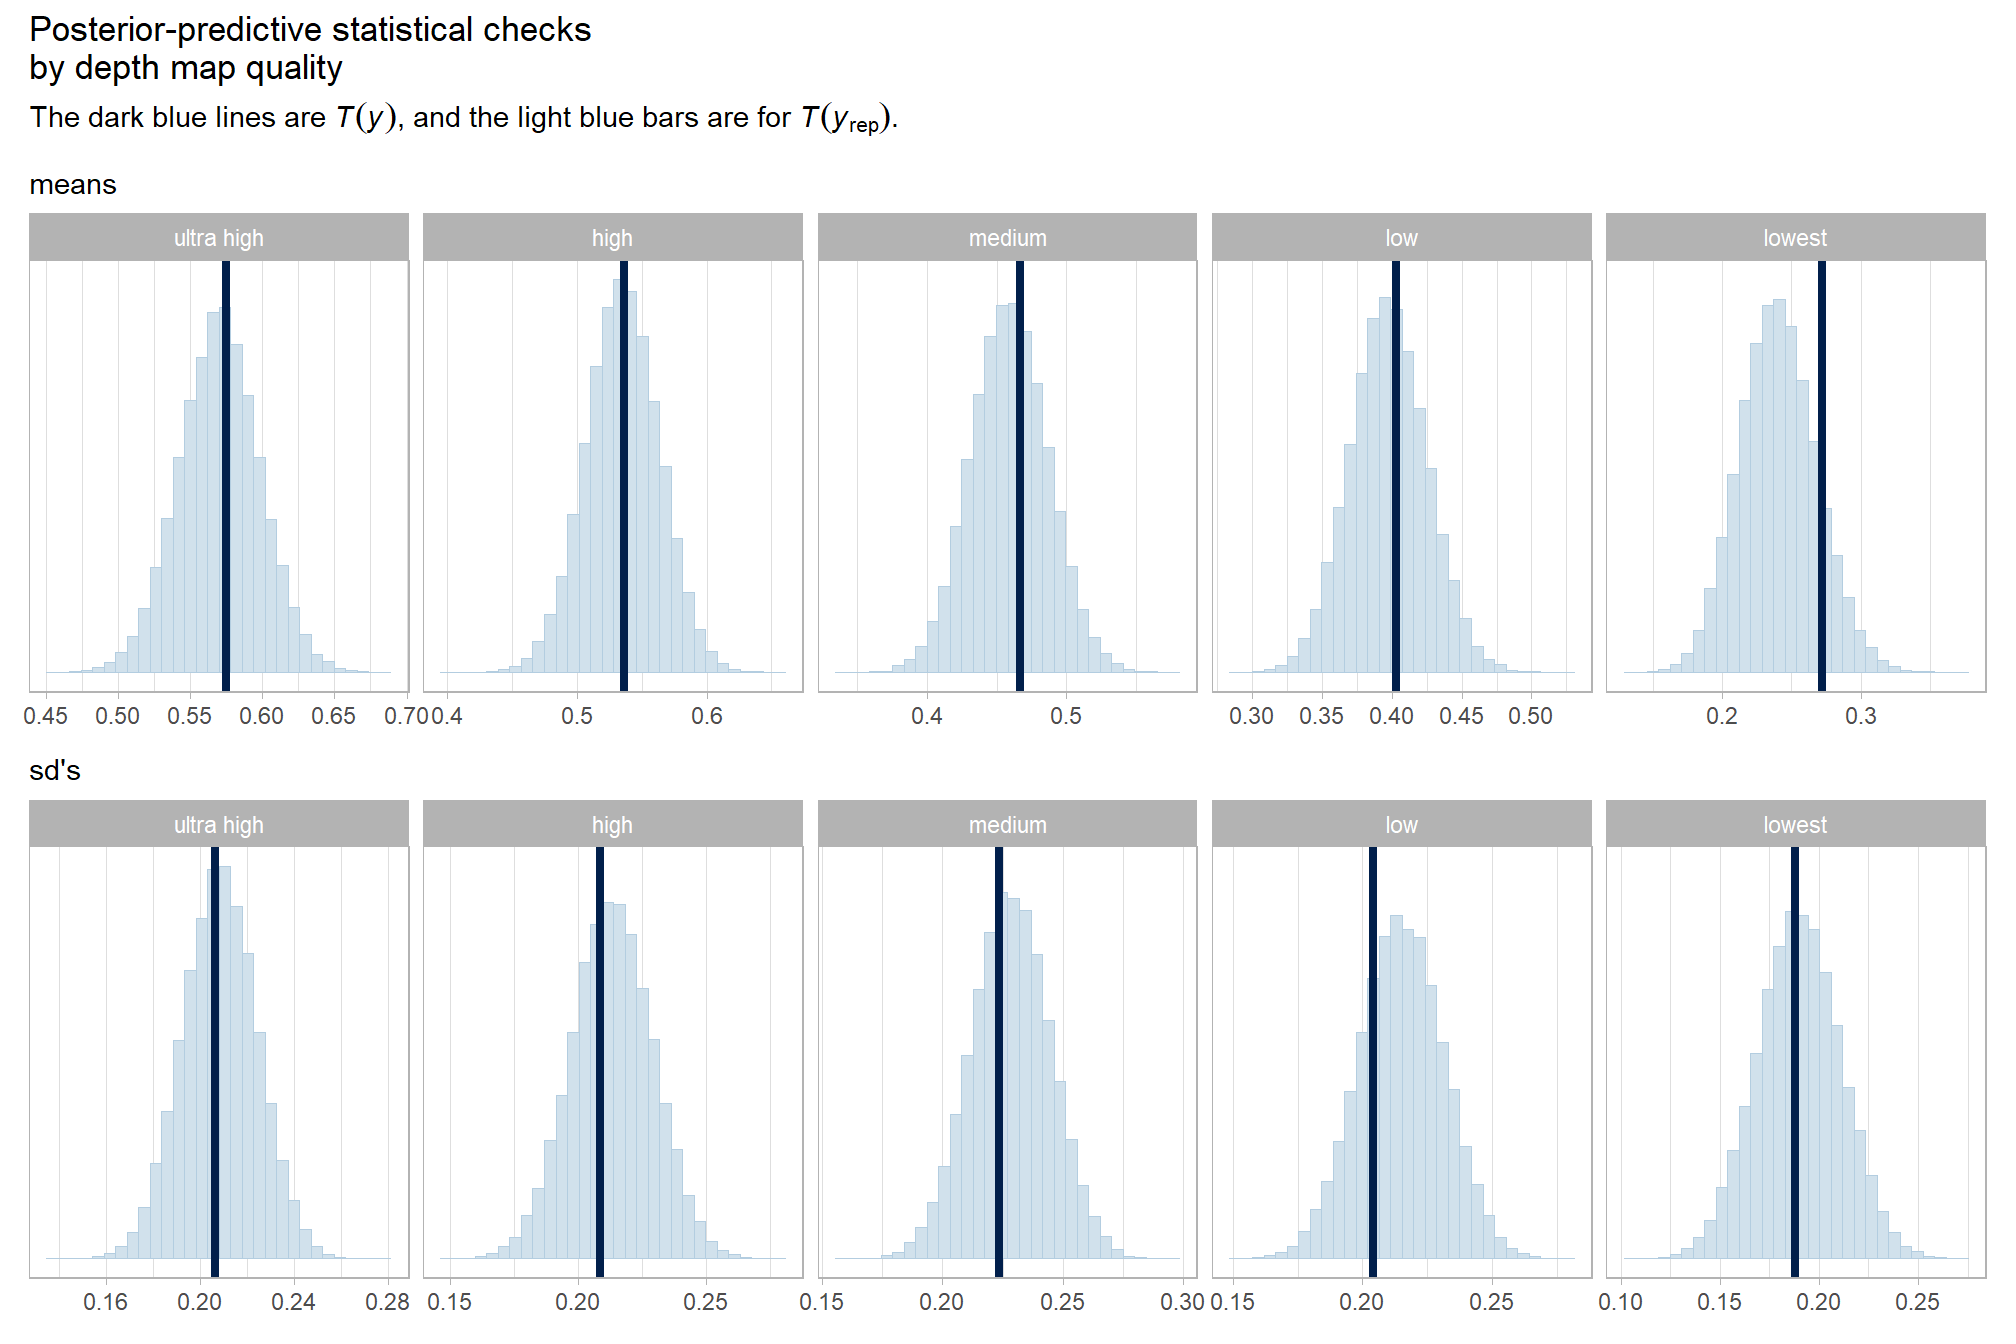 Posterior-predictive statistical checks
by depth map quality
The dark blue lines are T(y), and the light blue bars are for T(y_rep).
means
ultra high high medium low lowest
0.45 0.50 0.55 0.60 0.65 0.70 0.4 0.5 0.6 0.4 0.5 0.30 0.35 0.40 0.45 0.50 0.2 0.3
sd's
ultra high high medium low lowest
0.16 0.20 0.24 0.28 0.15 0.20 0.25 0.15 0.20 0.25 0.30 0.15 0.20 0.25 0.10 0.15 0.20 0.25